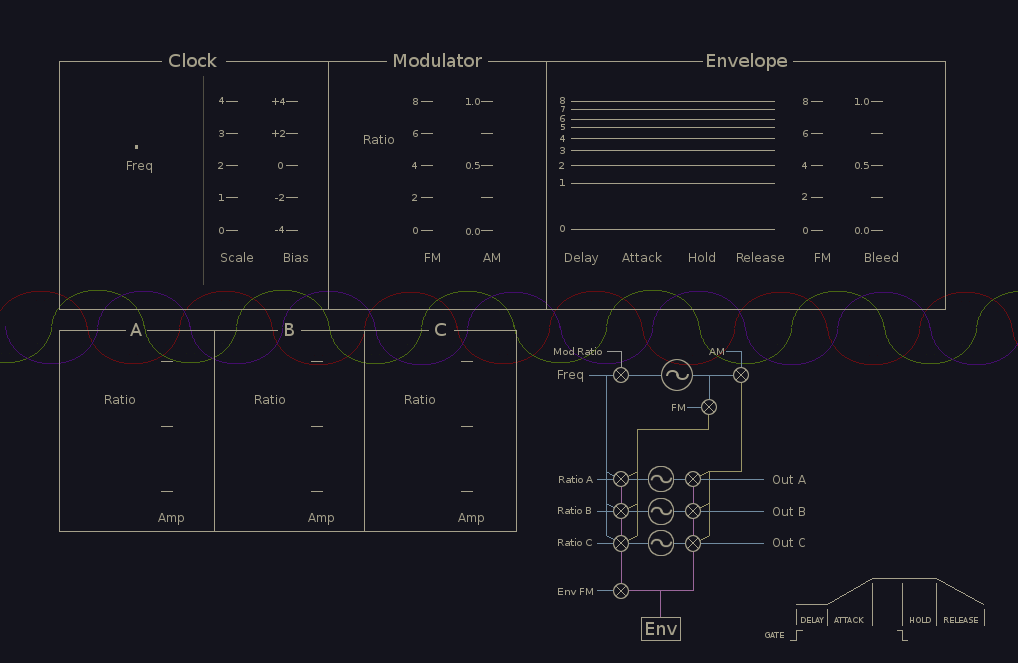 Clock Modulator Envelope
4 +4 8 1.0 8 8 1.0
7
6
5
3 +2 Ratio 6 4 6
3
Freq 2 0 4 0.5 2 4 0.5
1
1 -2 2 2
0 -4 0 0.0 0 0 0.0
Scale Bias FM AM Delay Attack Hold Release FM Bleed
A B C
Mod Ratio AM
Freq
Ratio Ratio Ratio
FM
Ratio A Out A
Ratio B Out B
Amp Amp Amp
Ratio C Out C
Env FM
Env
DELAY ATTACK HOLD RELEASE
GATE